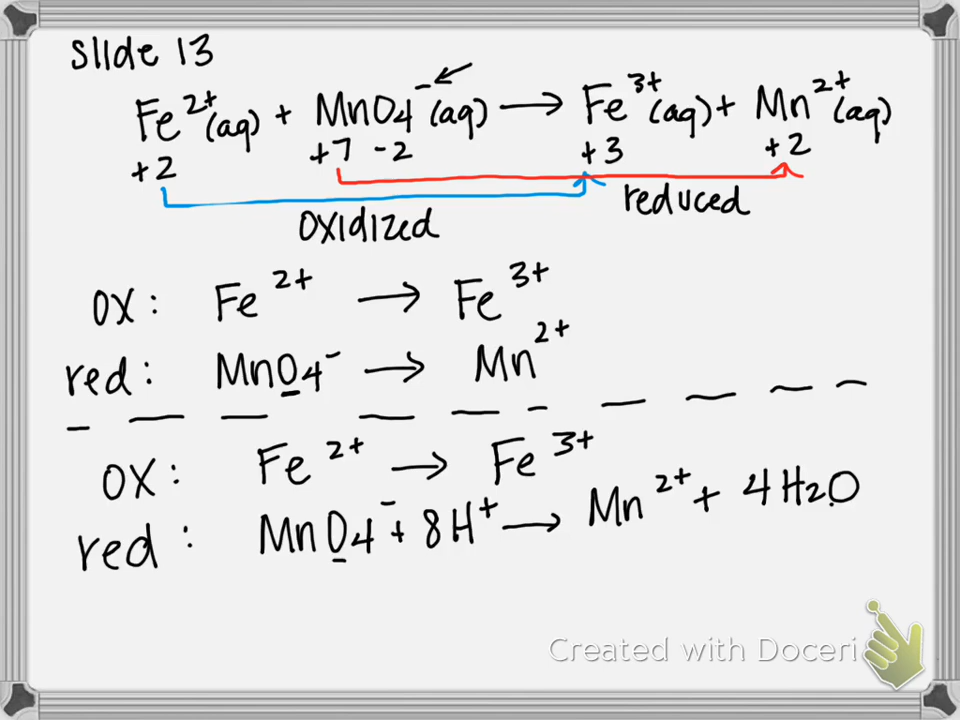 Slide 13
Fe²⁺(aq) + MnO4⁻(aq) → Fe³⁺(aq) + Mn²⁺(aq)
+2 +7 -2 +3 +2
oxidized reduced
ox: Fe²⁺ → Fe³⁺
red: MnO4⁻ → Mn²⁺
ox: Fe²⁺ → Fe³⁺
red: MnO4⁻ + 8H⁺ → Mn²⁺ + 4H2O
Created with Doceri